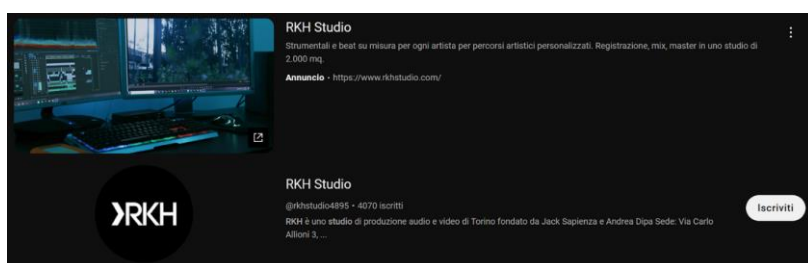 RKH Studio
Strumentali e beat su misura per ogni artista per percorsi artistici personalizzati. Registrazione, mix, master in uno studio di
2.000 mq.
Annuncio · https://www.rkhstudio.com/
RKH
RKH Studio
@rkhstudio4895 • 4070 iscritti
Iscriviti
RKH è uno studio di produzione audio e video di Torino fondato da Jack Sapienza e Andrea Dipa Sede: Via Carlo
Allioni 3, ...